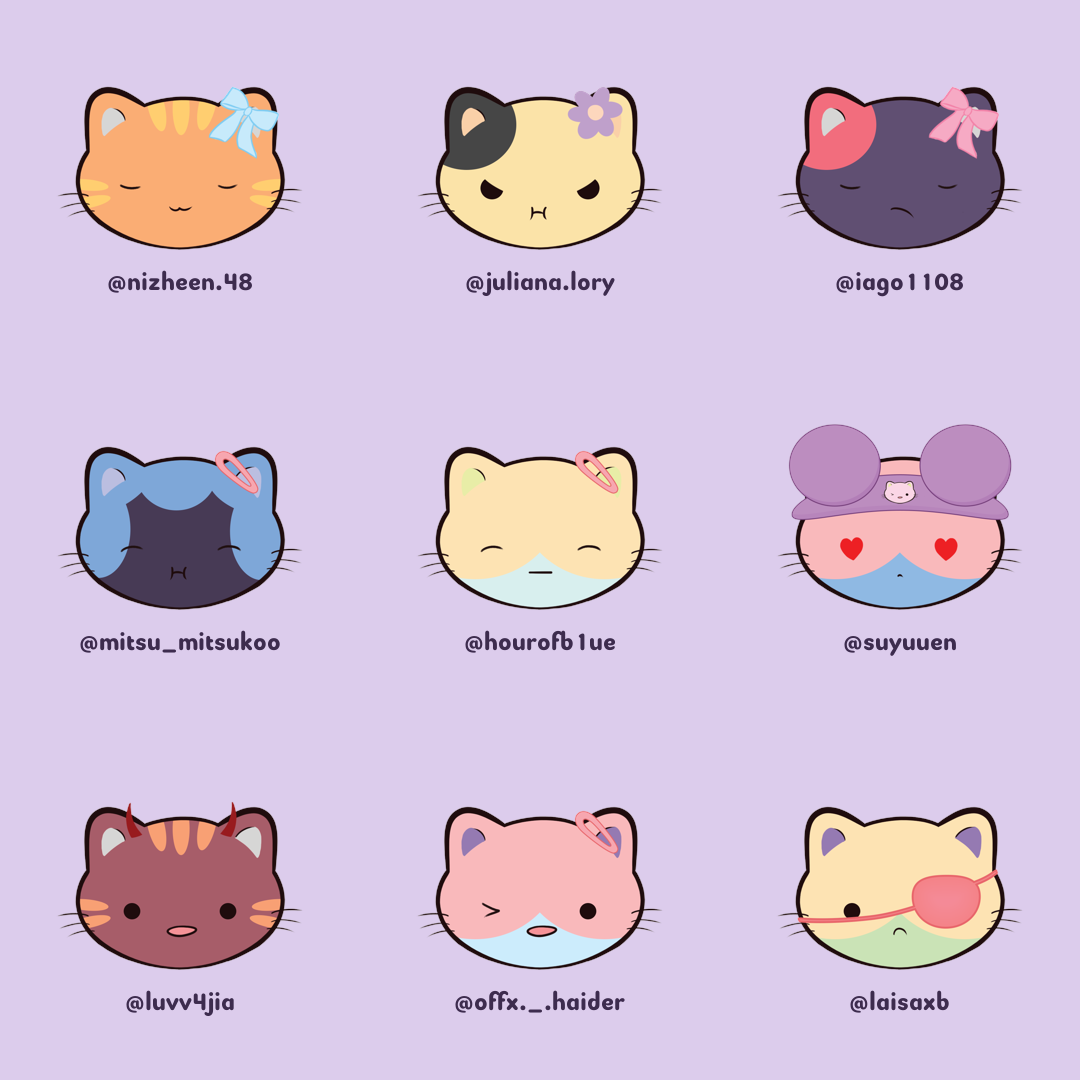 @nizheen.48
@juliana.lory
@iago1108
@mitsu_mitsukoo
@hourofb1ue
@suyuuen
@luvv4jia
@offx._.haider
@laisaxb